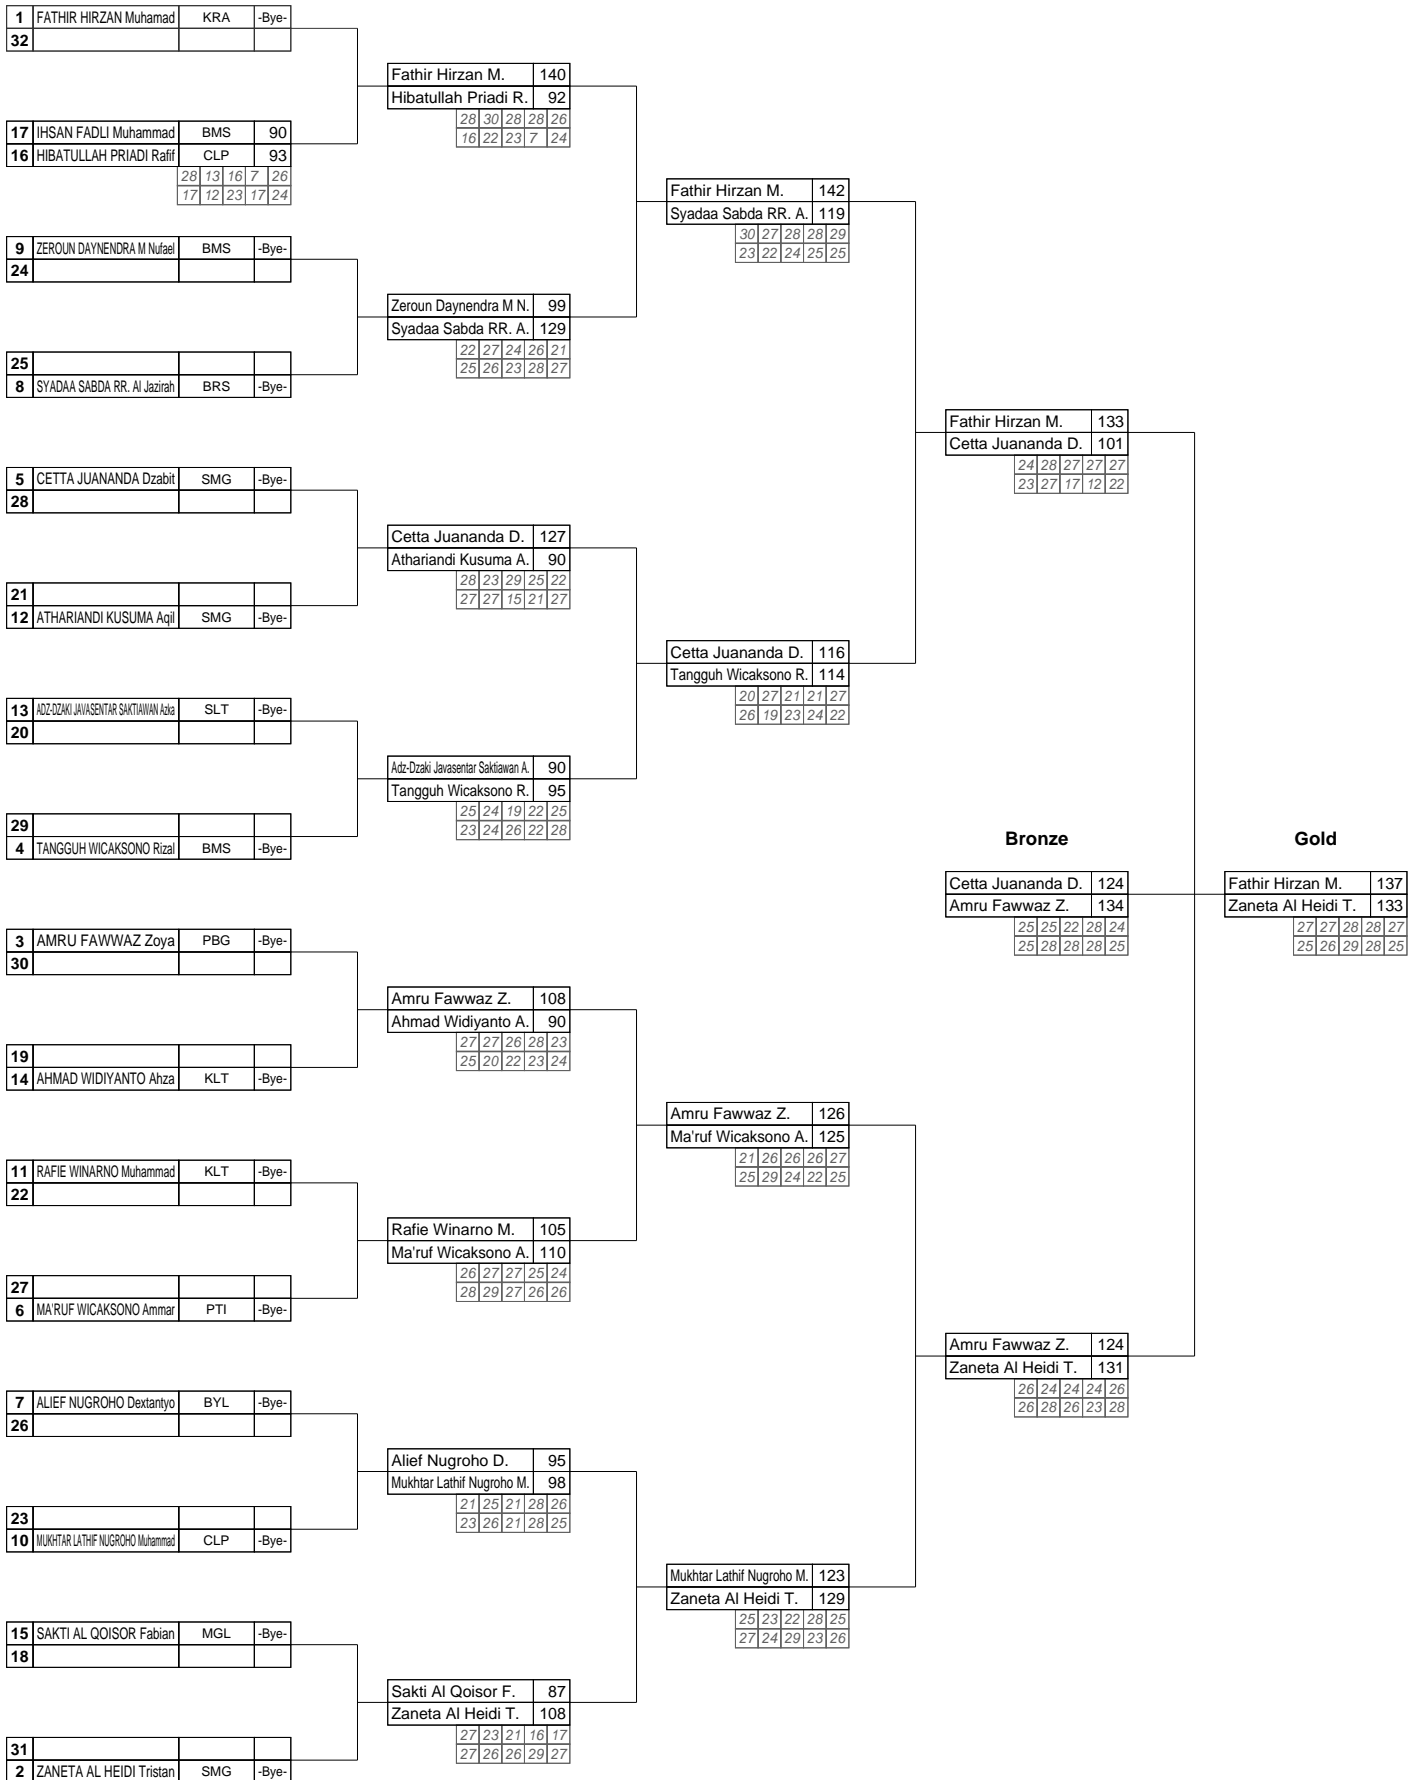 1 FATHIR HIRZAN Muhamad KRA -Bye-
32
17 IHSAN FADLI Muhammad BMS 90
16 HIBATULLAH PRIADI Rafif CLP 93
28 13 16 7 26
17 12 23 17 24
9 ZEROUN DAYNENDRA M Nufael BMS -Bye-
24
25
8 SYADAA SABDA RR. Al Jazirah BRS -Bye-
5 CETTA JUANANDA Dzabit SMG -Bye-
28
21
12 ATHARIANDI KUSUMA Aqil SMG -Bye-
13 ADZ-DZAKI JAVASENTAR SAKTIAWAN Azka SLT -Bye-
20
29
4 TANGGUH WICAKSONO Rizal BMS -Bye-
3 AMRU FAWWAZ Zoya PBG -Bye-
30
19
14 AHMAD WIDIYANTO Ahza KLT -Bye-
11 RAFIE WINARNO Muhammad KLT -Bye-
22
27
6 MA'RUF WICAKSONO Ammar PTI -Bye-
7 ALIEF NUGROHO Dextantyo BYL -Bye-
26
23
10 MUKHTAR LATHIF NUGROHO Muhammad CLP -Bye-
15 SAKTI AL QOISOR Fabian MGL -Bye-
18
31
2 ZANETA AL HEIDI Tristan SMG -Bye-
Fathir Hirzan M. 140
Hibatullah Priadi R. 92
28 30 28 28 26
16 22 23 7 24
Zeroun Daynendra M N. 99
Syadaa Sabda RR. A. 129
22 27 24 26 21
25 26 23 28 27
Cetta Juananda D. 127
Athariandi Kusuma A. 90
28 23 29 25 22
27 27 15 21 27
Adz-Dzaki Javasentar Saktiawan A. 90
Tangguh Wicaksono R. 95
25 24 19 22 25
23 24 26 22 28
Amru Fawwaz Z. 108
Ahmad Widiyanto A. 90
27 27 26 28 23
25 20 22 23 24
Rafie Winarno M. 105
Ma'ruf Wicaksono A. 110
26 27 27 25 24
28 29 27 26 26
Alief Nugroho D. 95
Mukhtar Lathif Nugroho M. 98
21 25 21 28 26
23 26 21 28 25
Sakti Al Qoisor F. 87
Zaneta Al Heidi T. 108
27 23 21 16 17
27 26 26 29 27
Fathir Hirzan M. 142
Syadaa Sabda RR. A. 119
30 27 28 28 29
23 22 24 25 25
Cetta Juananda D. 116
Tangguh Wicaksono R. 114
20 27 21 21 27
26 19 23 24 22
Amru Fawwaz Z. 126
Ma'ruf Wicaksono A. 125
21 26 26 26 27
25 29 24 22 25
Mukhtar Lathif Nugroho M. 123
Zaneta Al Heidi T. 129
25 23 22 28 25
27 24 29 23 26
Fathir Hirzan M. 133
Cetta Juananda D. 101
24 28 27 27 27
23 27 17 12 22
Bronze
Cetta Juananda D. 124
Amru Fawwaz Z. 134
25 25 22 28 24
25 28 28 28 25
Amru Fawwaz Z. 124
Zaneta Al Heidi T. 131
26 24 24 24 26
26 28 26 23 28
Gold
Fathir Hirzan M. 137
Zaneta Al Heidi T. 133
27 27 28 28 27
25 26 29 28 25